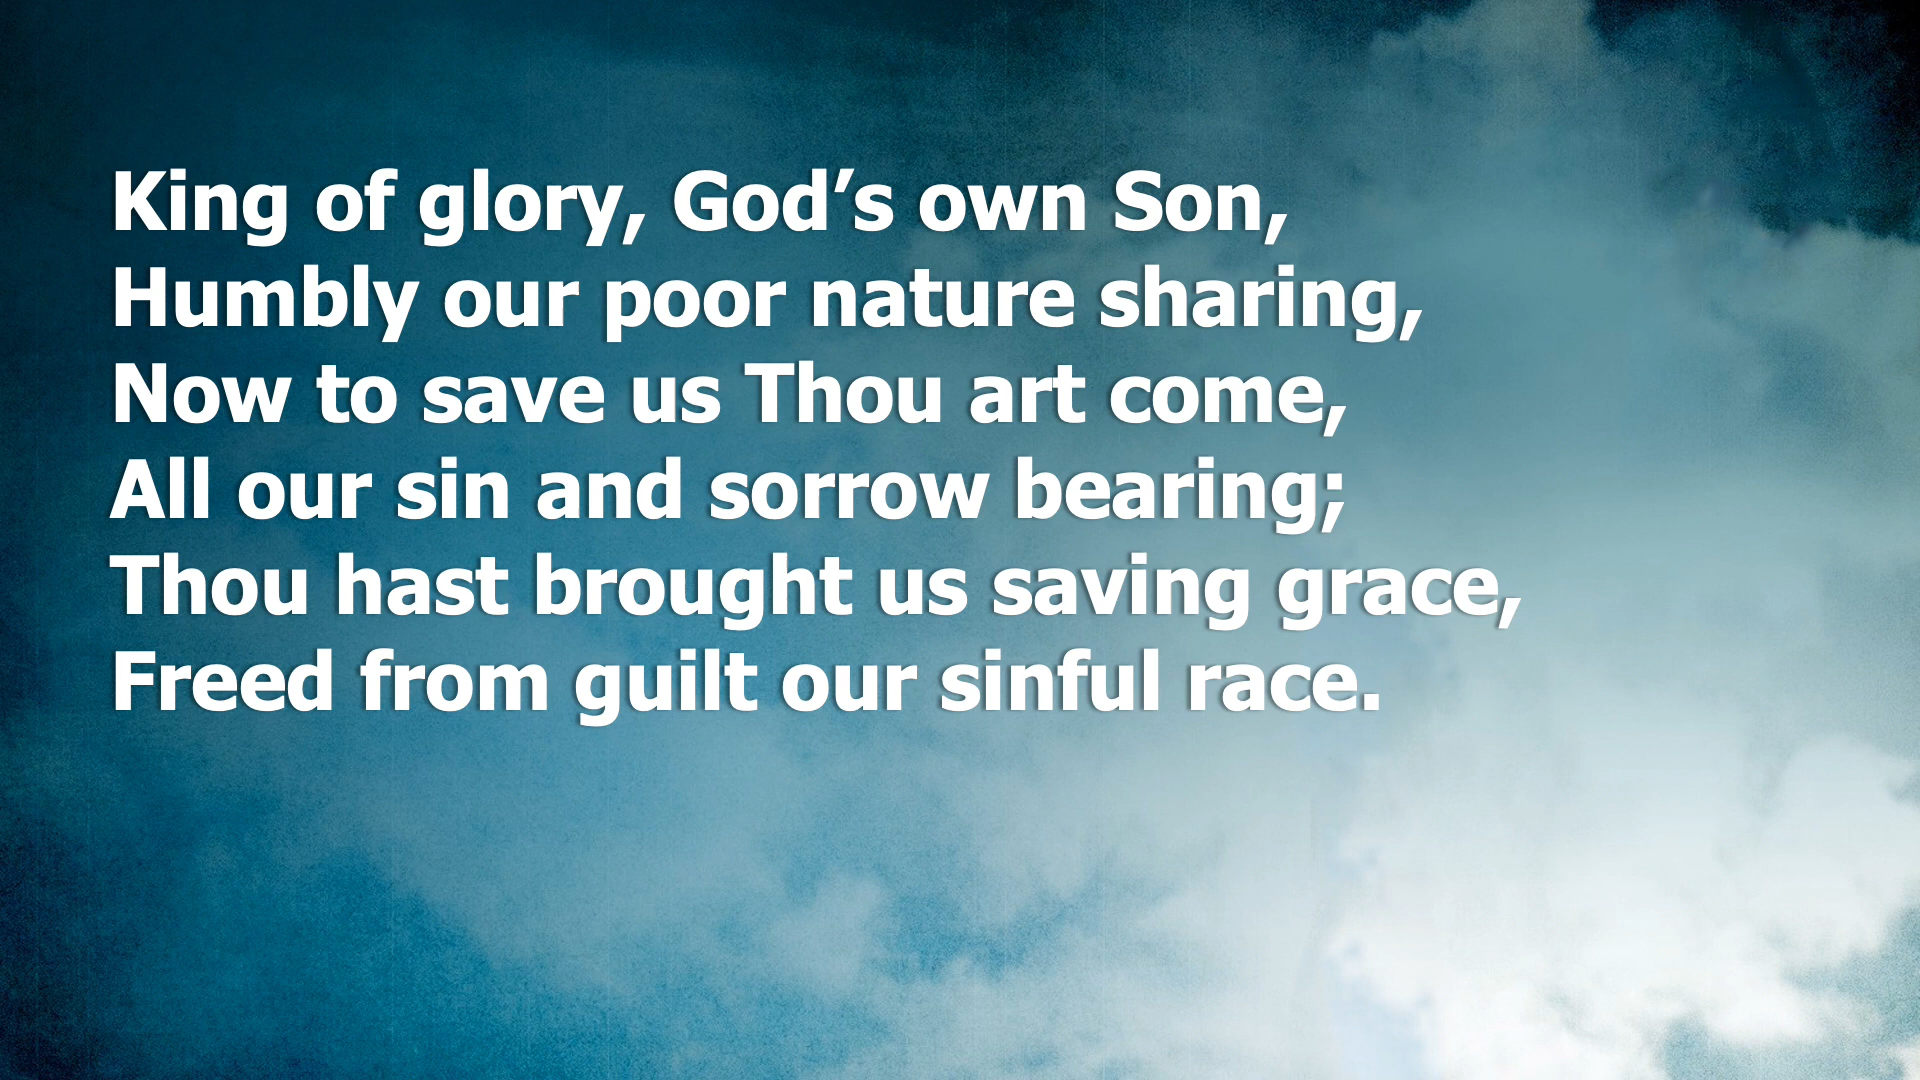 King of glory, God’s own Son,
Humbly our poor nature sharing,
Now to save us Thou art come,
All our sin and sorrow bearing;
Thou hast brought us saving grace,
Freed from guilt our sinful race.